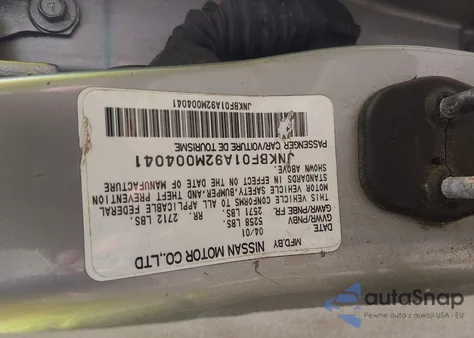 MFD.BY NISSAN MOTOR CO.,LTD
DATE 04/01
GVWR/PNBV 5258 LBS.
GAWR/PNBE FR: 2571 LBS. RR: 2712 LBS.
THIS VEHICLE CONFORMS TO ALL APPLICABLE FEDERAL
MOTOR VEHICLE SAFETY, BUMPER, AND THEFT PREVENTION
STANDARDS IN EFFECT ON THE DATE OF MANUFACTURE
SHOWN ABOVE.
JNKBF01A92M004041
PASSENGER CAR/VOITURE DE TOURISME
JNKBF01A92M004041
autoSnap
Pewne auta z aukcji USA i EU